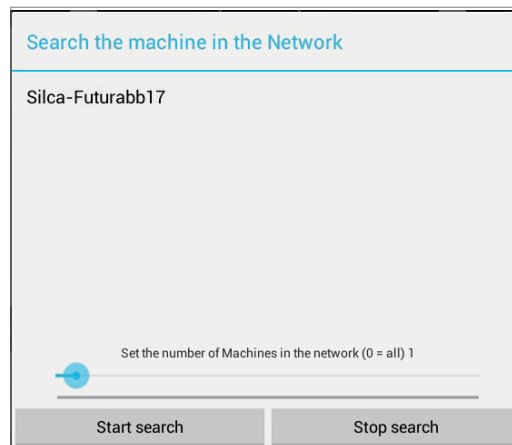 Search the machine in the Network
Silca-Futurabb17
Set the number of Machines in the network (0 = all) 1
Start search
Stop search